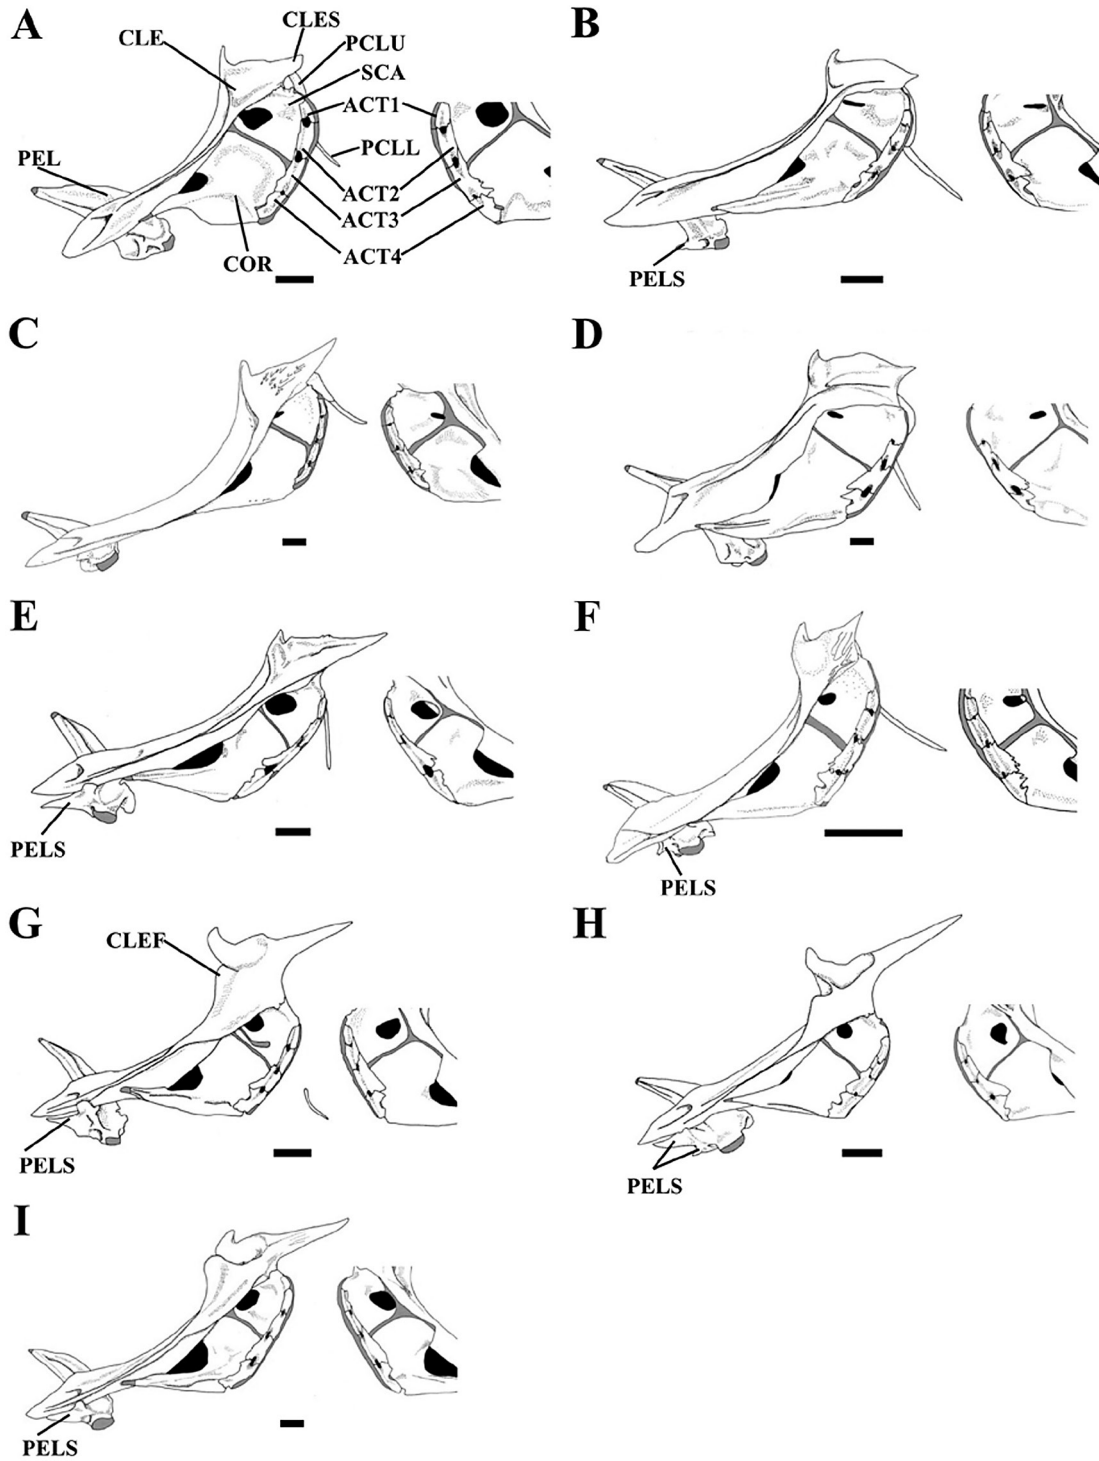 A
CLES
CLE
PCLU
SCA
ACT1
PCLL
PEL
ACT2
ACT3
ACT4
COR
B
PELS
C
D
E
PELS
F
PELS
G
CLEF
PELS
H
PELS
I
PELS